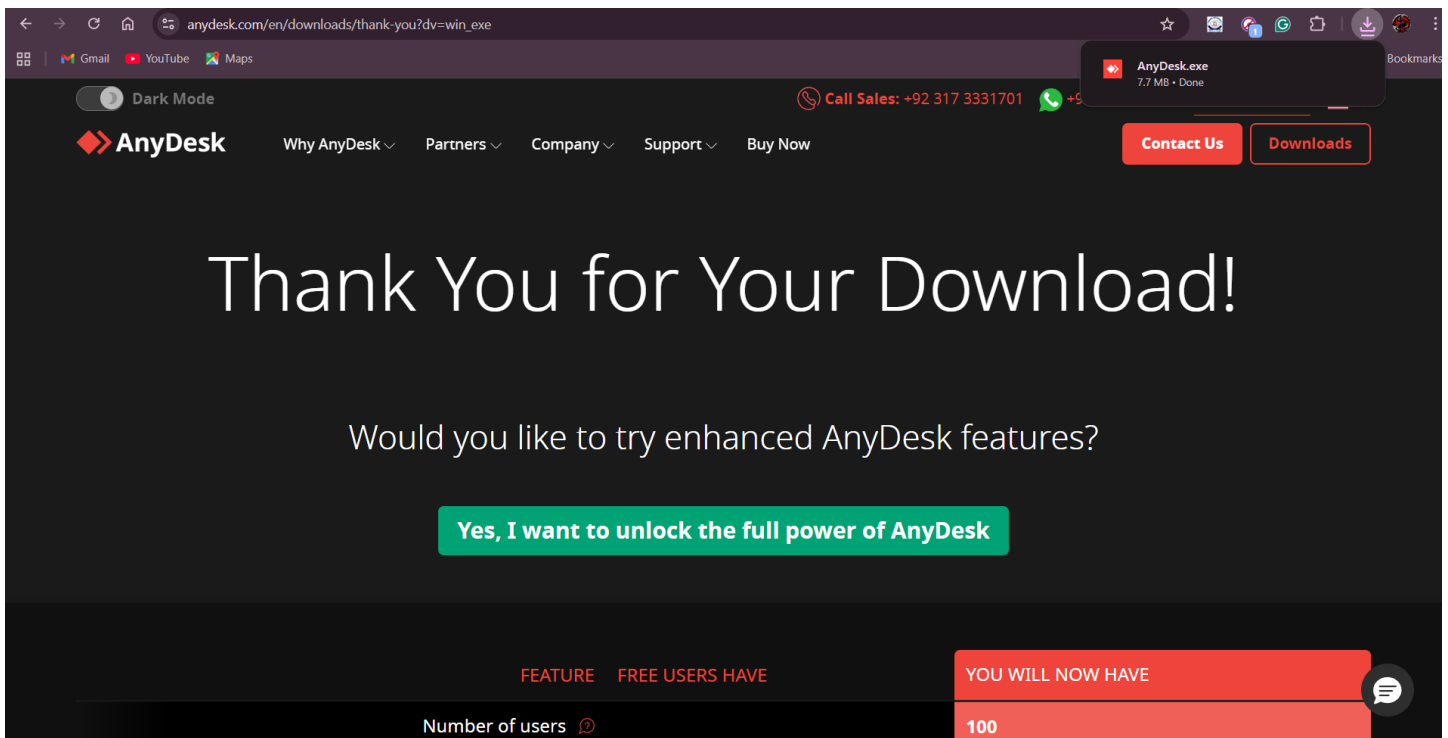 anydesk.com/en/downloads/thank-you?dv=win_exe
Gmail YouTube Maps Bookmarks
AnyDesk.exe
7.7 MB • Done
Dark Mode Call Sales: +92 317 3331701
AnyDesk Why AnyDesk Partners Company Support Buy Now Contact Us Downloads
Thank You for Your Download!
Would you like to try enhanced AnyDesk features?
Yes, I want to unlock the full power of AnyDesk
FEATURE FREE USERS HAVE YOU WILL NOW HAVE
Number of users 100